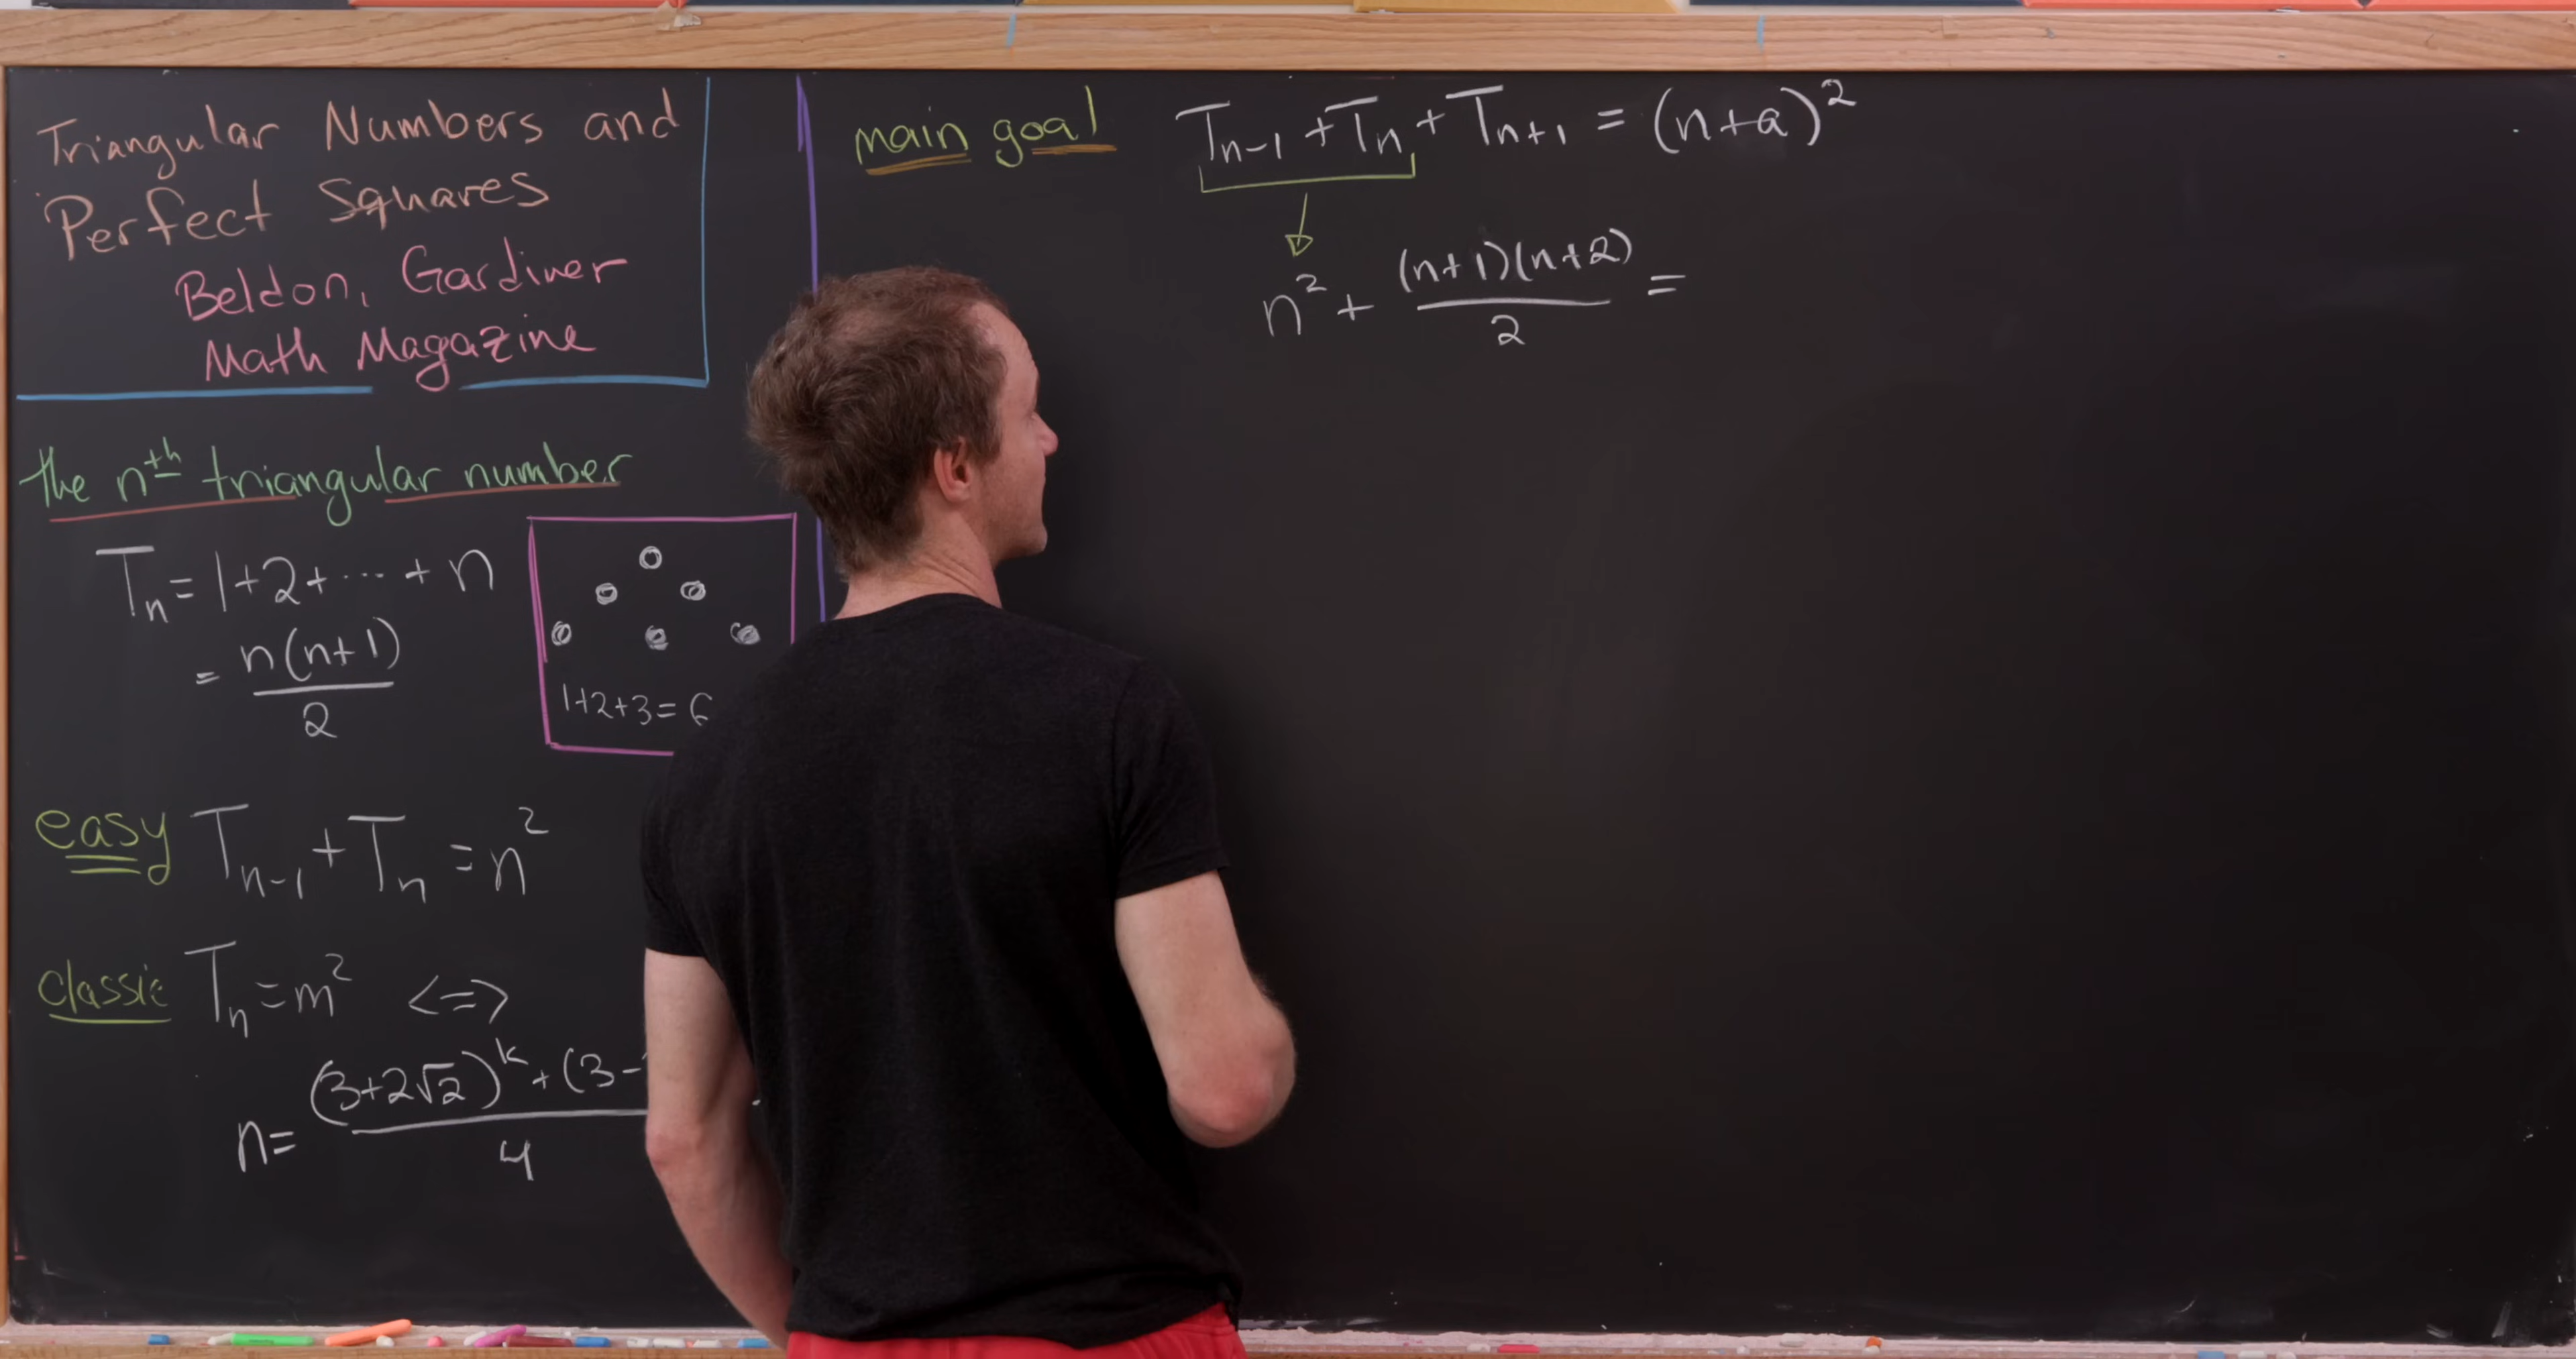 Triangular Numbers and
Perfect Squares
Beldon, Gardiner
Math Magazine
the nth triangular number
Tₙ = 1+2+⋯+n
= n(n+1)/2
1+2+3=6
easy Tₙ₋₁ + Tₙ = n²
classic Tₙ = m² <=>
n = (3+2√2)ᵏ + (3- / 4
main goal Tₙ₋₁ + Tₙ + Tₙ₊₁ = (n+a)²
n² + (n+1)(n+2)/2 =